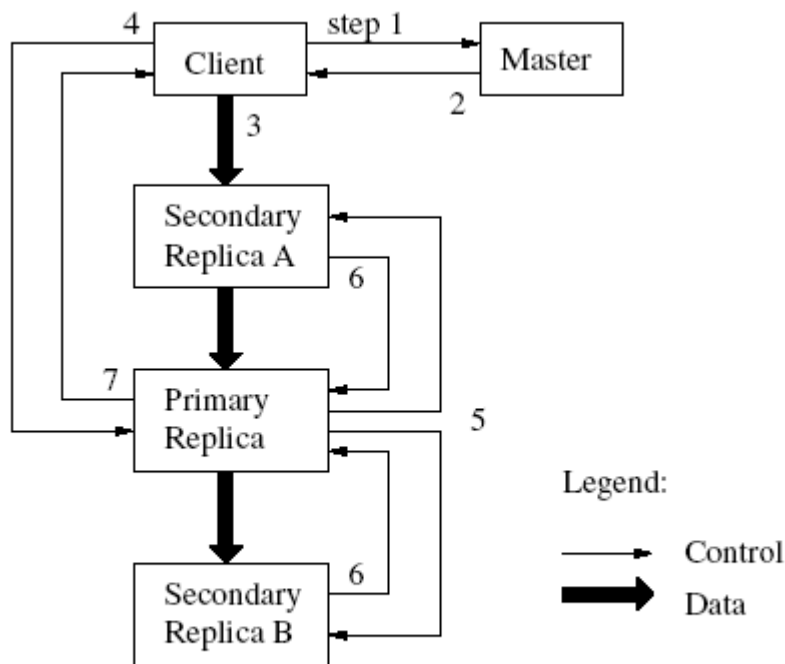 4
step 1
Client
Master
2
3
Secondary
Replica A
6
7
Primary
Replica
5
Legend:
Control
6
Secondary
Replica B
Data